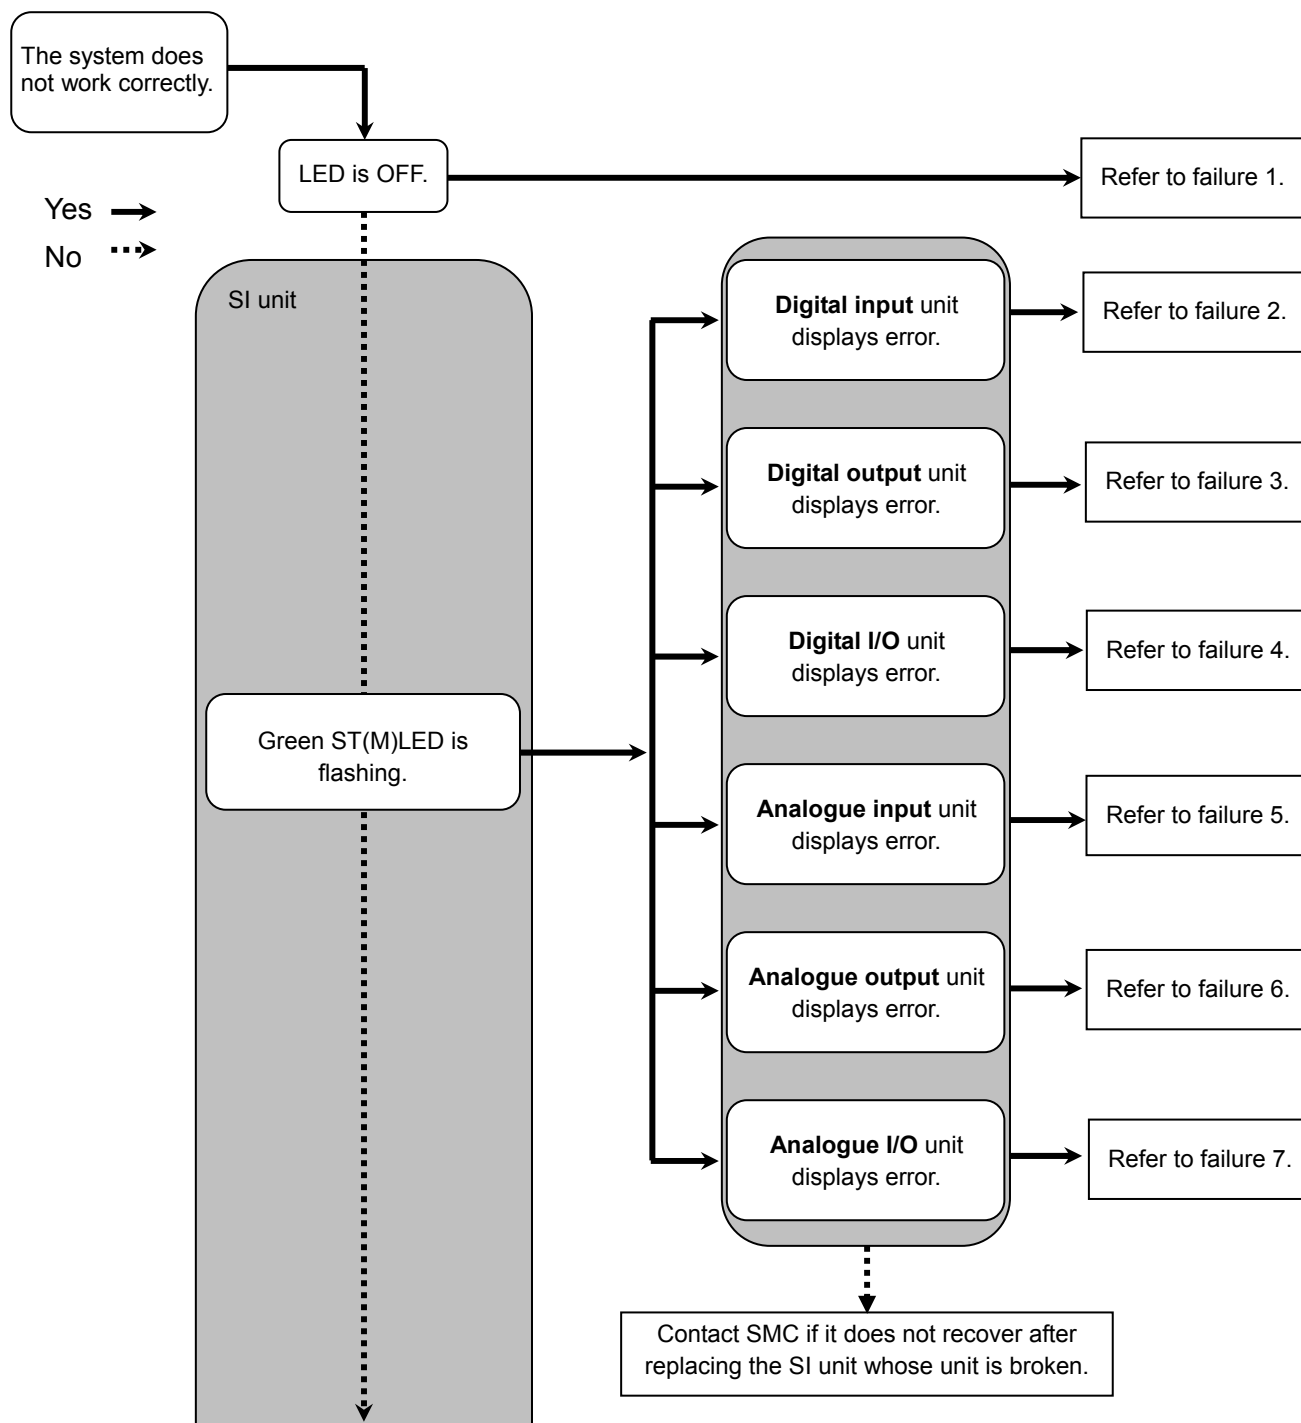 The system does
not work correctly.
LED is OFF.
Refer to failure 1.
Yes
No
SI unit
Digital input unit
displays error.
Refer to failure 2.
Digital output unit
displays error.
Refer to failure 3.
Digital I/O unit
displays error.
Refer to failure 4.
Green ST(M)LED is
flashing.
Analogue input unit
displays error.
Refer to failure 5.
Analogue output unit
displays error.
Refer to failure 6.
Analogue I/O unit
displays error.
Refer to failure 7.
Contact SMC if it does not recover after
replacing the SI unit whose unit is broken.